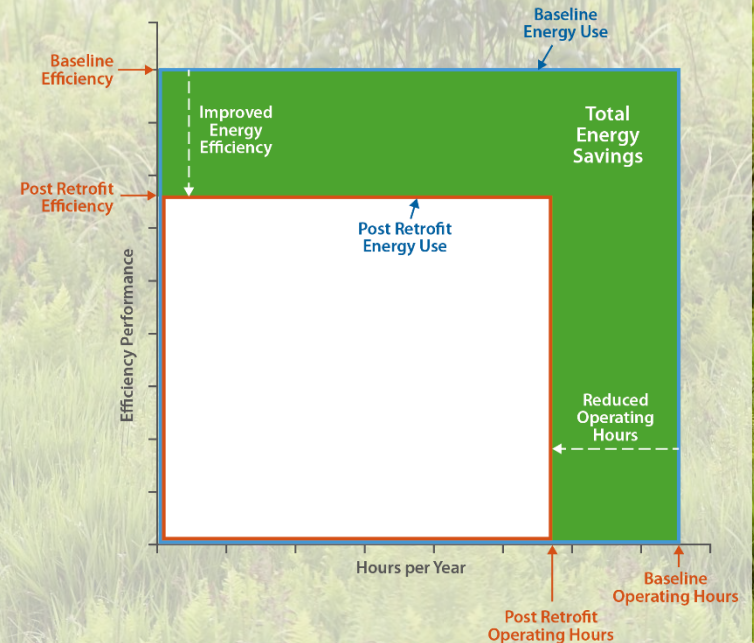 Baseline
Energy Use
Baseline
Efficiency
Improved
Energy
Efficiency
Total
Energy
Savings
Post Retrofit
Efficiency
Post Retrofit
Energy Use
Efficiency Performance
Reduced
Operating
Hours
Hours per Year
Baseline
Operating Hours
Post Retrofit
Operating Hours